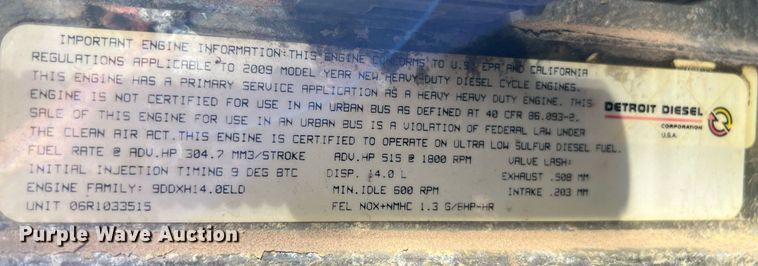 IMPORTANT ENGINE INFORMATION:THIS ENGINE CONFORMS TO U.S. EPA AND CALIFORNIA
REGULATIONS APPLICABLE TO 2009 MODEL YEAR NEW HEAVY-DUTY DIESEL CYCLE ENGINES.
THIS ENGINE HAS A PRIMARY SERVICE APPLICATION AS A HEAVY HEAVY DUTY ENGINE. THIS
ENGINE IS NOT CERTIFIED FOR USE IN AN URBAN BUS AS DEFINED AT 40 CFR 86.093-2.
SALE OF THIS ENGINE FOR USE IN AN URBAN BUS IS A VIOLATION OF FEDERAL LAW UNDER
THE CLEAN AIR ACT.THIS ENGINE IS CERTIFIED TO OPERATE ON ULTRA LOW SULFUR DIESEL FUEL.
FUEL RATE @ ADV.HP 304.7 MM3/STROKE ADV.HP 515 @ 1800 RPM VALVE LASH:
INITIAL INJECTION TIMING 9 DEG BTC DISP. 14.0 L EXHAUST .508 MM
ENGINE FAMILY: 9DDXH14.0ELD MIN.IDLE 600 RPM INTAKE .203 MM
UNIT 06R1033515 FEL NOX+NMHC 1.3 G/BHP-HR
DETROIT DIESEL
CORPORATION
U.S.A.
Purple Wave Auction